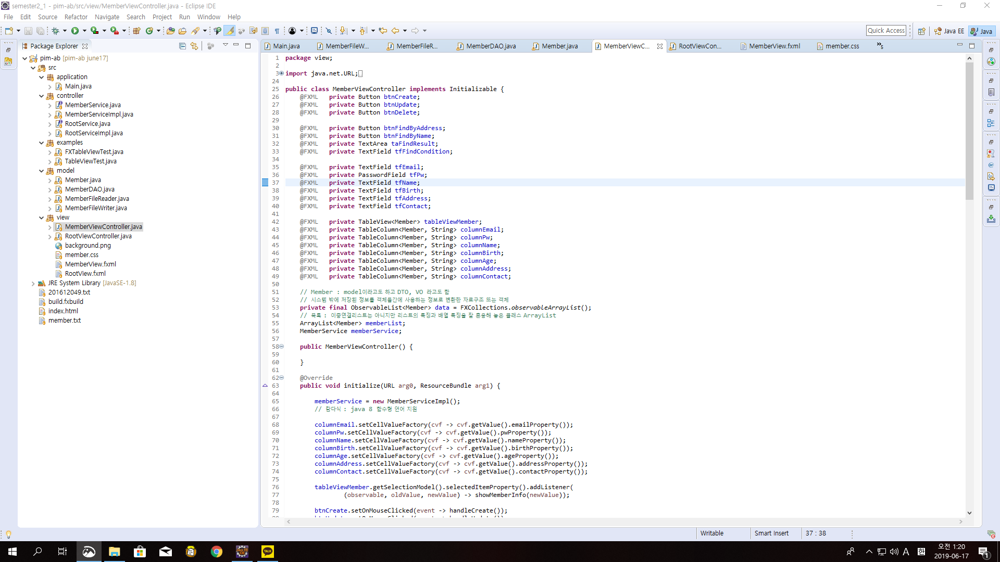 semester2_1 - pim-ab/src/view/MemberViewController.java - Eclipse IDE
File Edit Source Refactor Navigate Search Project Run Window Help
Quick Access
Java EE
Java
Package Explorer
pim-ab [pim-ab june17]
src
application
Main.java
controller
MemberService.java
MemberServiceImpl.java
RootService.java
RootServiceImpl.java
examples
FXTableViewTest.java
TableViewTest.java
model
Member.java
MemberDAO.java
MemberFileReader.java
MemberFileWriter.java
view
MemberViewController.java
RootViewController.java
background.png
member.css
MemberView.fxml
RootView.fxml
JRE System Library [JavaSE-1.8]
201612049.txt
build.fxbuild
index.html
member.txt
Main.java MemberFileW... MemberFileR... MemberDAO.java Member.java MemberViewC... RootViewCon... MemberView.fxml member.css »5
1 package view;
2
3 import java.net.URL;
24
25 public class MemberViewController implements Initializable {
26 @FXML private Button btnCreate;
27 @FXML private Button btnUpdate;
28 @FXML private Button btnDelete;
29
30 @FXML private Button btnFindByAddress;
31 @FXML private Button btnFindByName;
32 @FXML private TextArea taFindResult;
33 @FXML private TextField tfFindCondition;
34
35 @FXML private TextField tfEmail;
36 @FXML private PasswordField tfPw;
37 @FXML private TextField tfName;
38 @FXML private TextField tfBirth;
39 @FXML private TextField tfAddress;
40 @FXML private TextField tfContact;
41
42 @FXML private TableView<Member> tableViewMember;
43 @FXML private TableColumn<Member, String> columnEmail;
44 @FXML private TableColumn<Member, String> columnPw;
45 @FXML private TableColumn<Member, String> columnName;
46 @FXML private TableColumn<Member, String> columnBirth;
47 @FXML private TableColumn<Member, String> columnAge;
48 @FXML private TableColumn<Member, String> columnAddress;
49 @FXML private TableColumn<Member, String> columnContact;
50
51 // Member : model이라고도 하고 DTO, VO 라고도 함
52 // 시스템 밖에 저장된 정보를 객체들간에 사용하는 정보로 변환한 자료구조 또는 객체
53 private final ObservableList<Member> data = FXCollections.observableArrayList();
54 // 목록 : 이중연결리스트는 아니지만 리스트의 특징과 배열 특징을 잘 혼용해 놓은 클래스 ArrayList
55 ArrayList<Member> memberList;
56 MemberService memberService;
57
58 public MemberViewController() {
59
60 }
61
62 @Override
63 public void initialize(URL arg0, ResourceBundle arg1) {
64
65 memberService = new MemberServiceImpl();
66 // 람다식 : java 8 함수형 언어 지원
67
68 columnEmail.setCellValueFactory(cvf -> cvf.getValue().emailProperty());
69 columnPw.setCellValueFactory(cvf -> cvf.getValue().pwProperty());
70 columnName.setCellValueFactory(cvf -> cvf.getValue().nameProperty());
71 columnBirth.setCellValueFactory(cvf -> cvf.getValue().birthProperty());
72 columnAge.setCellValueFactory(cvf -> cvf.getValue().ageProperty());
73 columnAddress.setCellValueFactory(cvf -> cvf.getValue().addressProperty());
74 columnContact.setCellValueFactory(cvf -> cvf.getValue().contactProperty());
75
76 tableViewMember.getSelectionModel().selectedItemProperty().addListener(
77 (observable, oldValue, newValue) -> showMemberInfo(newValue));
78
79 btnCreate.setOnMouseClicked(event -> handleCreate());
Writable Smart Insert 37 : 38
TALK
A 한 오전 1:20
2019-06-17
1